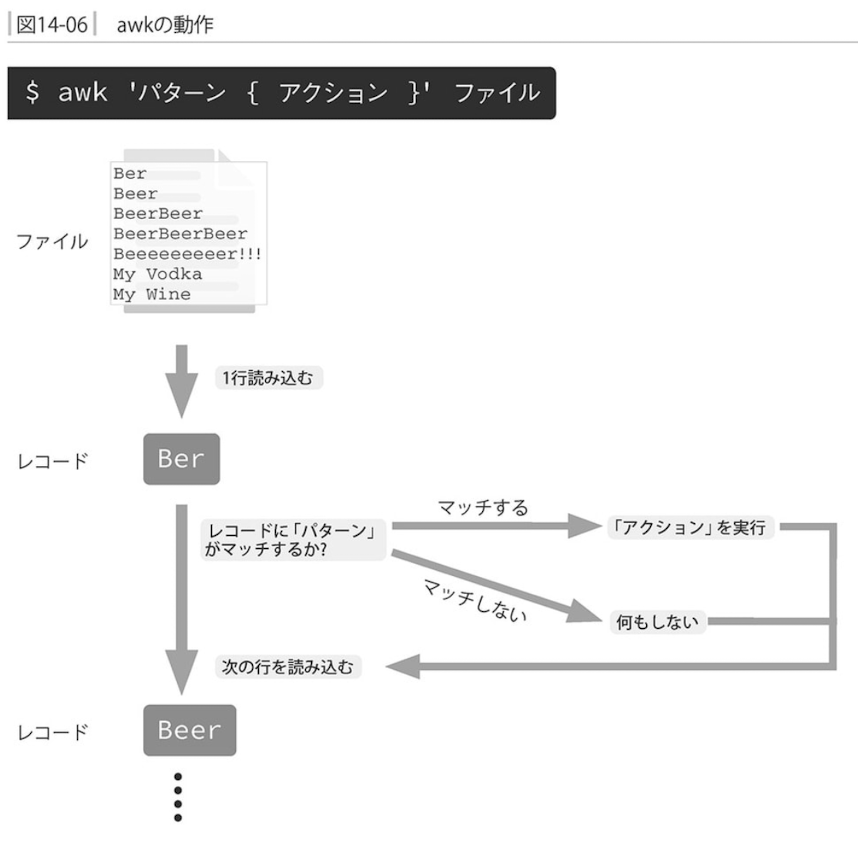 図14-06 awkの動作
$ awk 'パターン { アクション }' ファイル
ファイル
Ber
Beer
BeerBeer
BeerBeerBeer
Beeeeeeeeer!!!
My Vodka
My Wine
1行読み込む
レコード
Ber
レコードに「パターン」
がマッチするか?
マッチする
「アクション」を実行
マッチしない
何もしない
次の行を読み込む
レコード
Beer